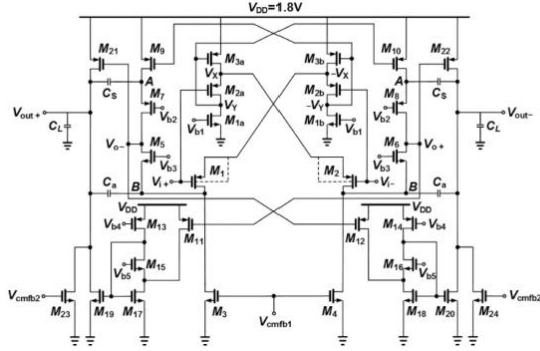 V_DD=1.8V
M21 M9 M3a M3b M10 M22
A V_X -V_X A
C_S M7 M2a M2b M8 C_S
V_out+ V_b2 V_Y -V_Y V_b2 V_out-
C_L V_b1 M1a M1b V_b1 C_L
V_o- M5 M6 V_o+
V_b3 M1 M2 V_b3
C_a B V_i+ V_i- B C_a
V_DD V_DD
V_b4 M13 M11 M12 M14 V_b4
V_b5 M15 M16 V_b5
V_cmfb2 M3 M4 V_cmfb2
M23 M19 M17 V_cmfb1 M18 M20 M24